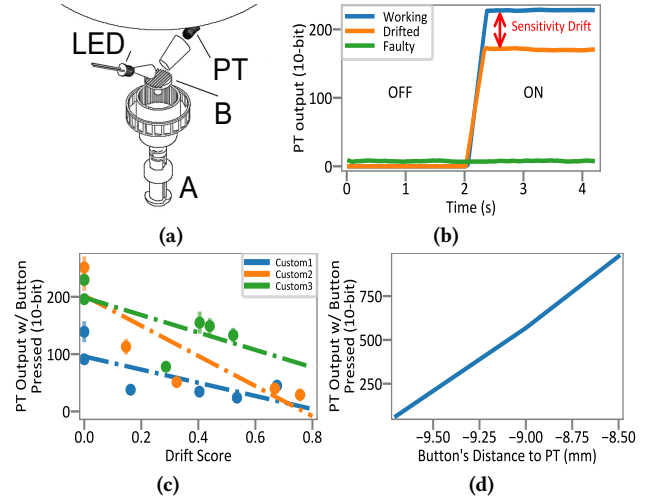 LED
PT
B
A
(a)
PT output (10-bit)
200
100
0
Working
Drifted
Faulty
Sensitivity Drift
OFF
ON
0 1 2 3 4
Time (s)
(b)
PT Output w/ Button
Pressed (10-bit)
200
100
0
Custom1
Custom2
Custom3
0.0 0.2 0.4 0.6 0.8
Drift Score
(c)
PT Output w/ Button
Pressed (10-bit)
750
500
250
−9.50 −9.25 −9.00 −8.75 −8.50
Button's Distance to PT (mm)
(d)